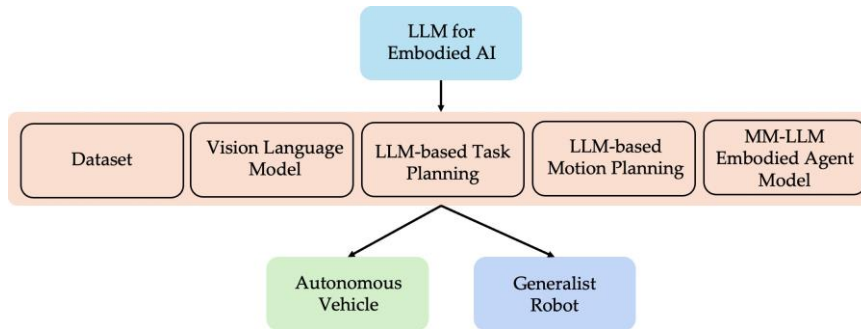 LLM for
Embodied AI
Dataset
Vision Language
Model
LLM-based Task
Planning
LLM-based
Motion Planning
MM-LLM
Embodied Agent
Model
Autonomous
Vehicle
Generalist
Robot